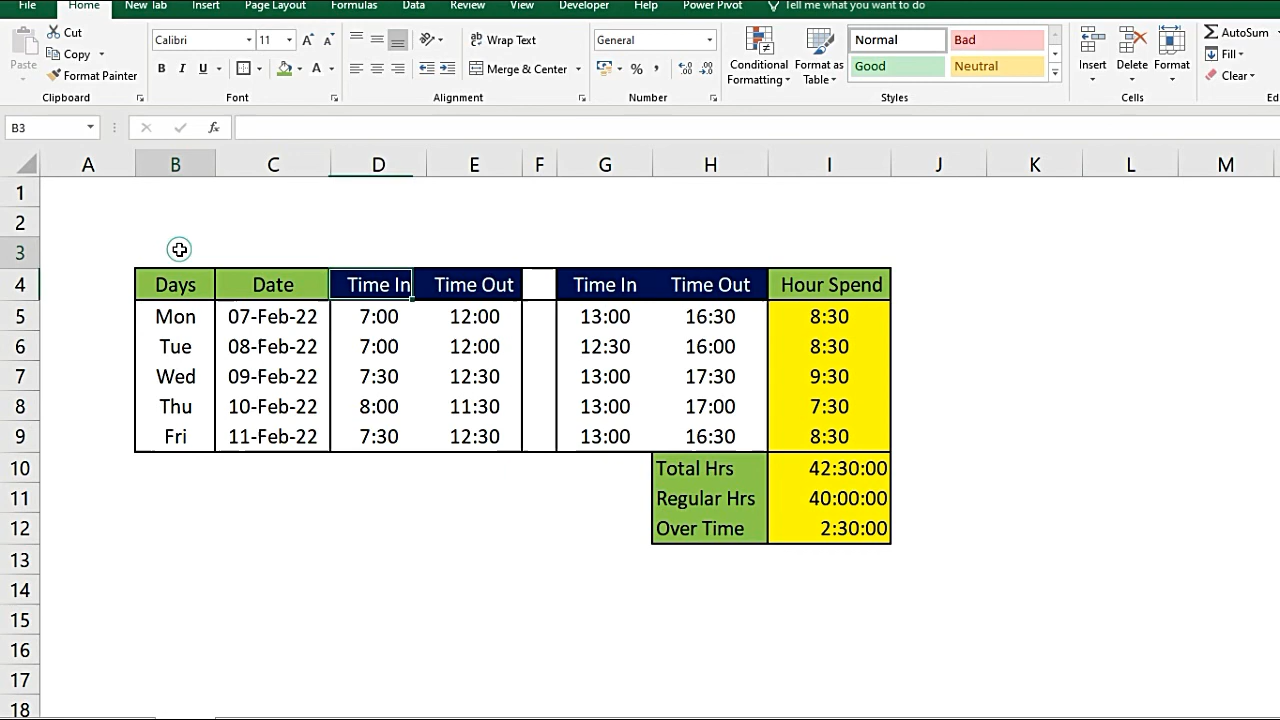 File Home New Tab Insert Page Layout Formulas Data Review View Developer Help Power Pivot Tell me what you want to do
Paste Cut Copy Format Painter Clipboard
Calibri 11 A A B I U A Font
Wrap Text Merge & Center Alignment
General % , Number
Conditional Formatting Format as Table Normal Bad Good Neutral Styles
Insert Delete Format Cells
AutoSum Fill Clear Ed
B3 fx
A B C D E F G H I J K L M
1
2
3
4 Days Date Time In Time Out Time In Time Out Hour Spend
5 Mon 07-Feb-22 7:00 12:00 13:00 16:30 8:30
6 Tue 08-Feb-22 7:00 12:00 12:30 16:00 8:30
7 Wed 09-Feb-22 7:30 12:30 13:00 17:30 9:30
8 Thu 10-Feb-22 8:00 11:30 13:00 17:00 7:30
9 Fri 11-Feb-22 7:30 12:30 13:00 16:30 8:30
10 Total Hrs 42:30:00
11 Regular Hrs 40:00:00
12 Over Time 2:30:00
13
14
15
16
17
18